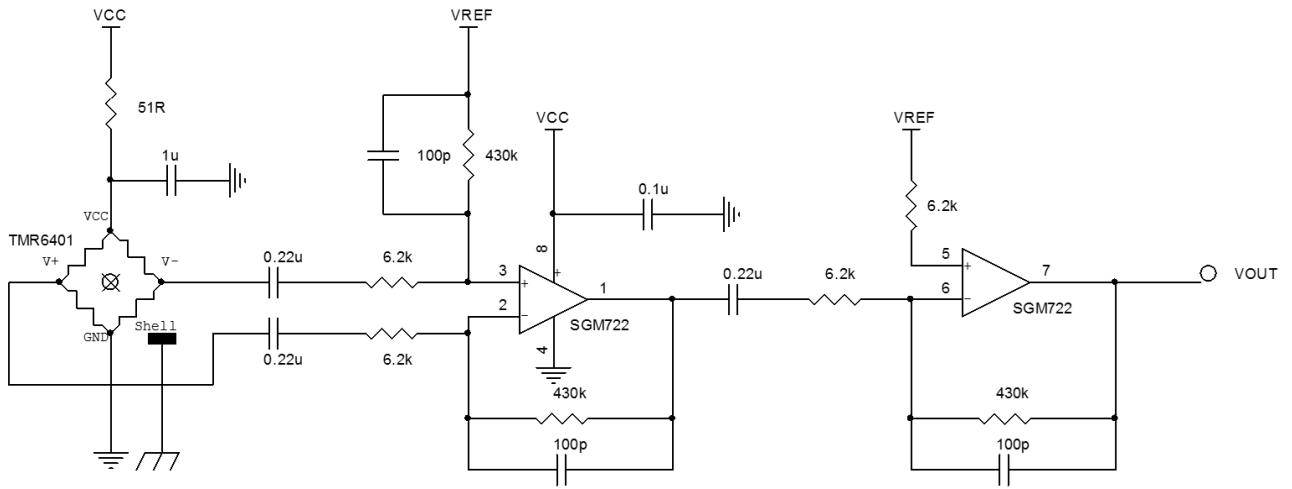 VCC
VREF
51R
100p
430k
VCC
VREF
1u
0.1u
VCC
6.2k
TMR6401
V+
V-
0.22u
6.2k
8
+
3
+
1
0.22u
6.2k
5
+
7
VOUT
2
-
SGM722
6
-
SGM722
GND
Shell
0.22u
6.2k
4
430k
100p
430k
100p